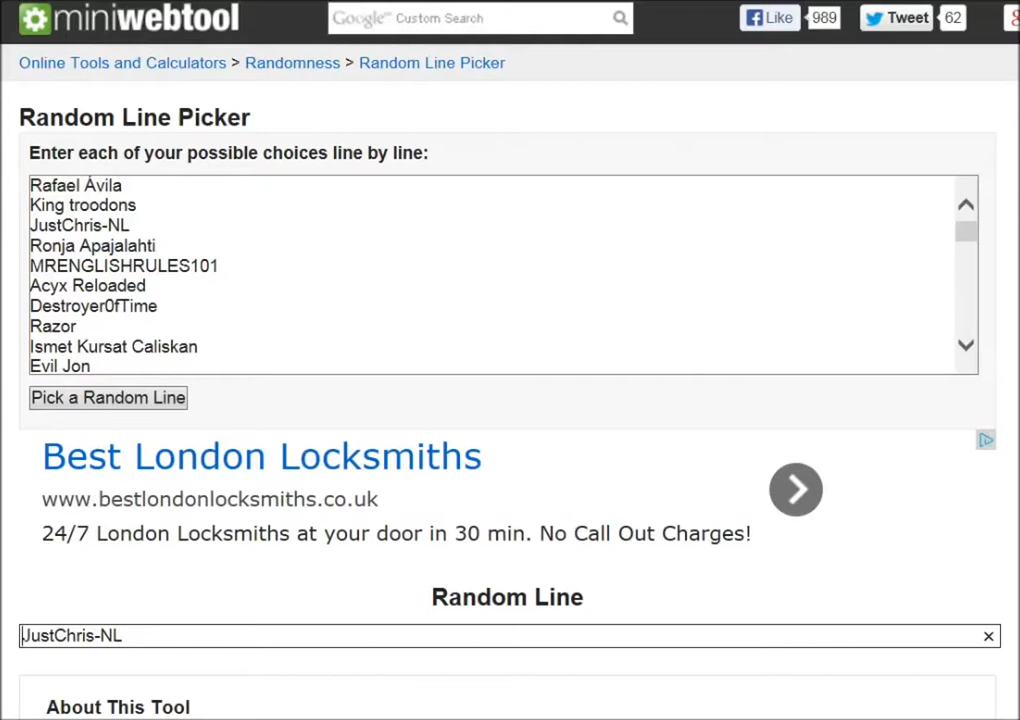 miniwebtool
Google™ Custom Search
Like
989
Tweet
62
Online Tools and Calculators > Randomness > Random Line Picker
Random Line Picker
Enter each of your possible choices line by line:
Rafael Ávila
King troodons
JustChris-NL
Ronja Apajalahti
MRENGLISHRULES101
Acyx Reloaded
Destroyer0fTime
Razor
Ismet Kursat Caliskan
Evil Jon
Pick a Random Line
Best London Locksmiths
www.bestlondonlocksmiths.co.uk
24/7 London Locksmiths at your door in 30 min. No Call Out Charges!
Random Line
JustChris-NL
About This Tool